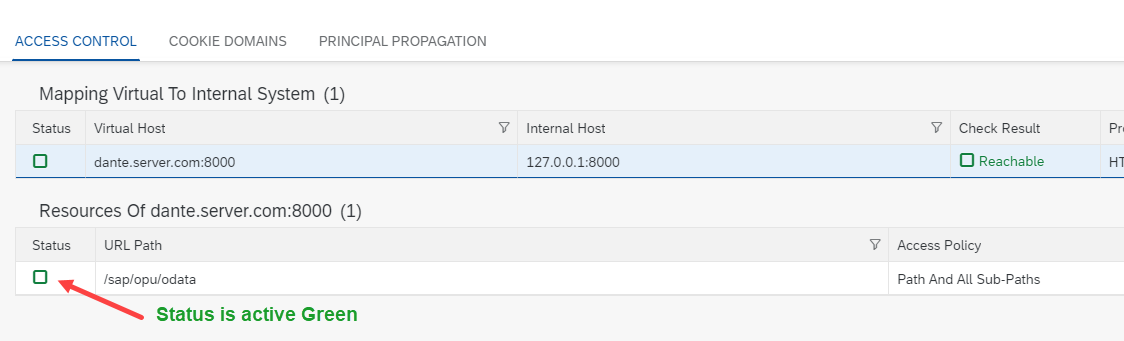 ACCESS CONTROL COOKIE DOMAINS PRINCIPAL PROPAGATION
Mapping Virtual To Internal System (1)
Status Virtual Host Internal Host Check Result
dante.server.com:8000 127.0.0.1:8000 Reachable HT
Resources Of dante.server.com:8000 (1)
Status URL Path Access Policy
/sap/opu/odata Path And All Sub-Paths
Status is active Green